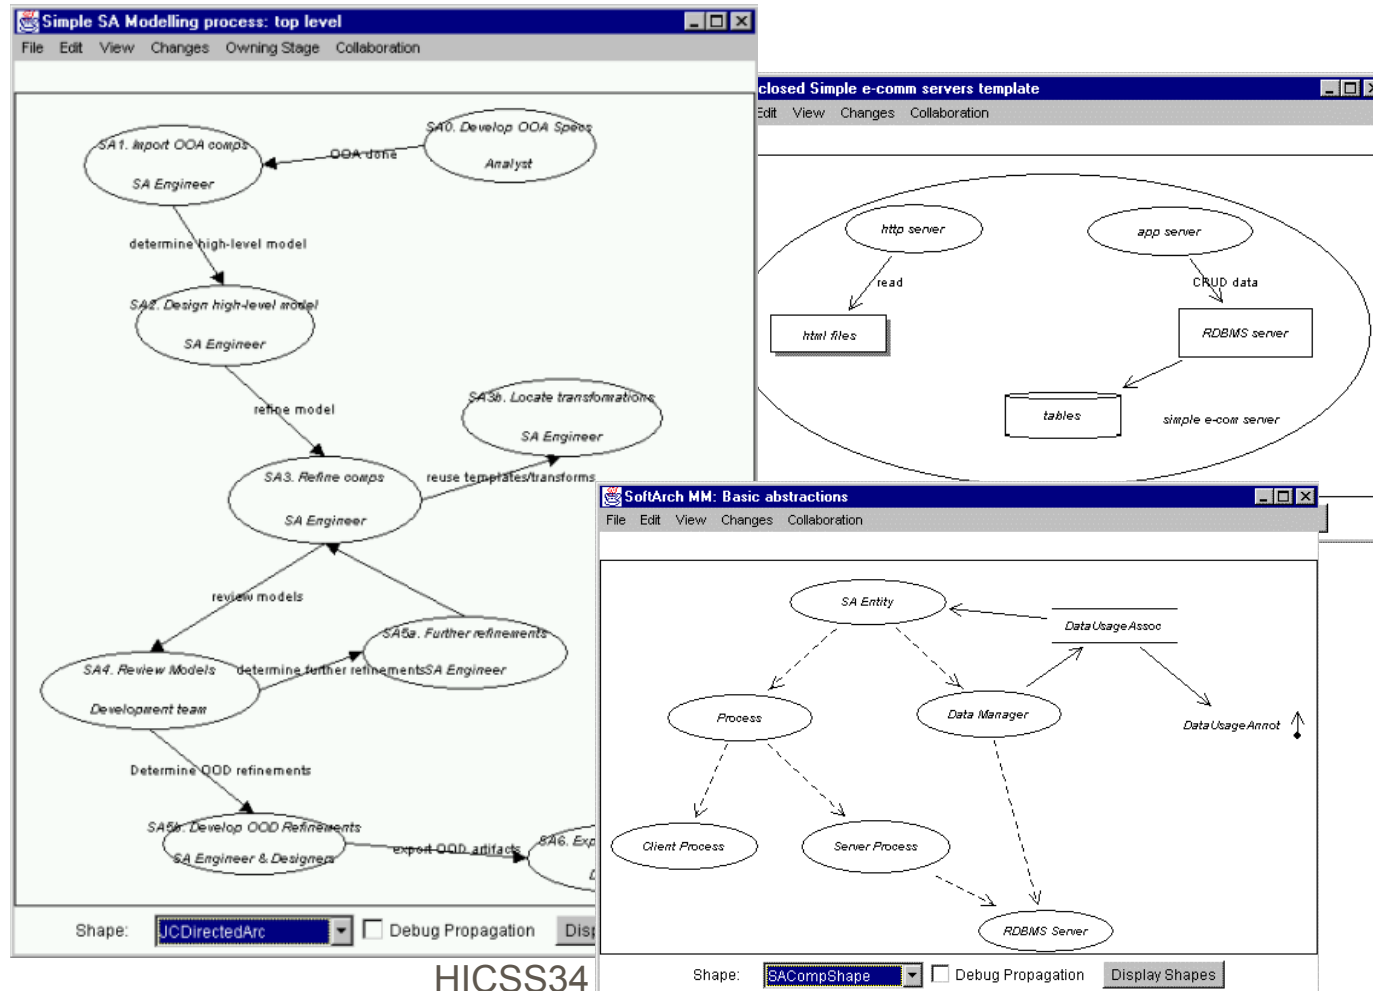 Simple SA Modelling process: top level
File Edit View Changes Owning Stage Collaboration
SA0. Develop OOA Specs
Analyst
OOA done
SA1. Import OOA comps
SA Engineer
determine high-level model
SA2. Design high-level model
SA Engineer
refine model
SA3b. Locate transformations
SA Engineer
reuse templates/transforms
SA3. Refine comps
SA Engineer
review models
SA5a. Further refinements
SA Engineer
determine further refinements
SA4. Review Models
Development team
Determine OOD refinements
SA5b. Develop OOD Refinements
SA Engineer & Designers
export OOD artifacts
SA6. Exp
Shape: JCDirectedArc Debug Propagation Disp
closed Simple e-comm servers template
Edit View Changes Collaboration
http server
app server
read
CRUD data
html files
RDBMS server
tables
simple e-com server
SoftArch MM: Basic abstractions
File Edit View Changes Collaboration
SA Entity
DataUsageAssoc
Process
Data Manager
DataUsageAnnot
Client Process
Server Process
RDBMS Server
Shape: SACompShape Debug Propagation Display Shapes
HICSS34